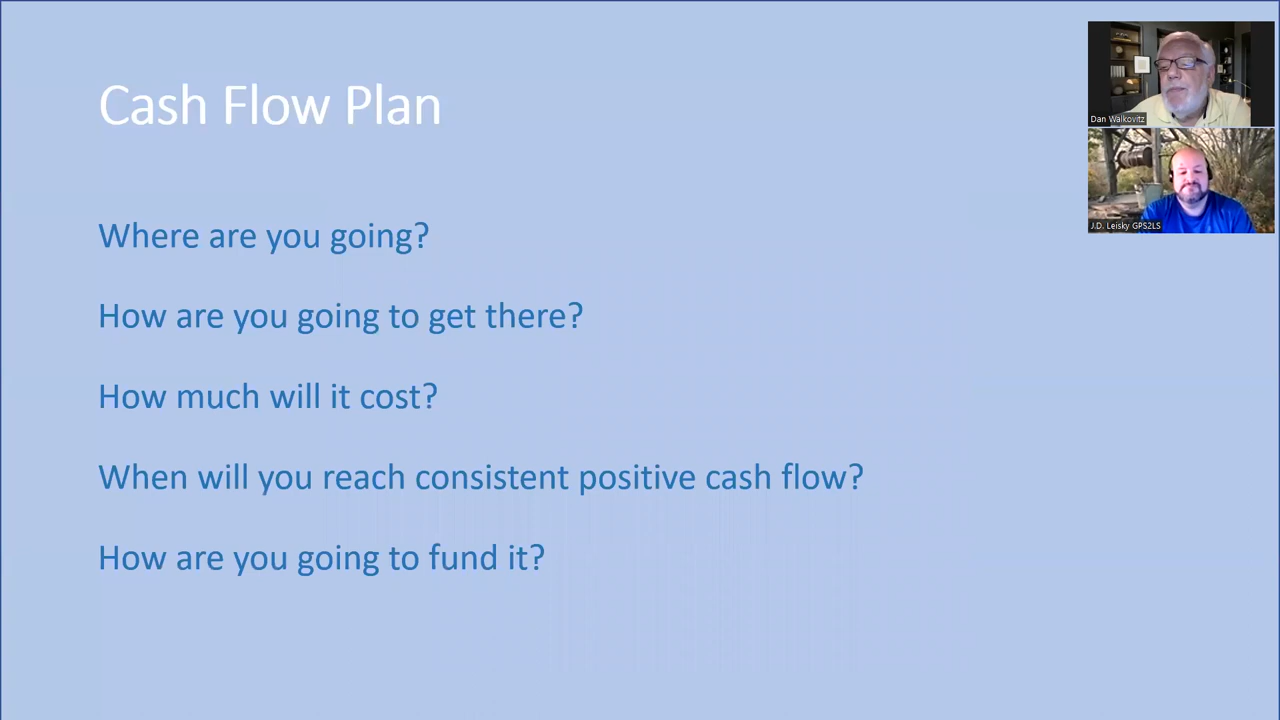 Cash Flow Plan
Where are you going?
How are you going to get there?
How much will it cost?
When will you reach consistent positive cash flow?
How are you going to fund it?
Dan Walkovitz
J.D. Leisky GPS2LS